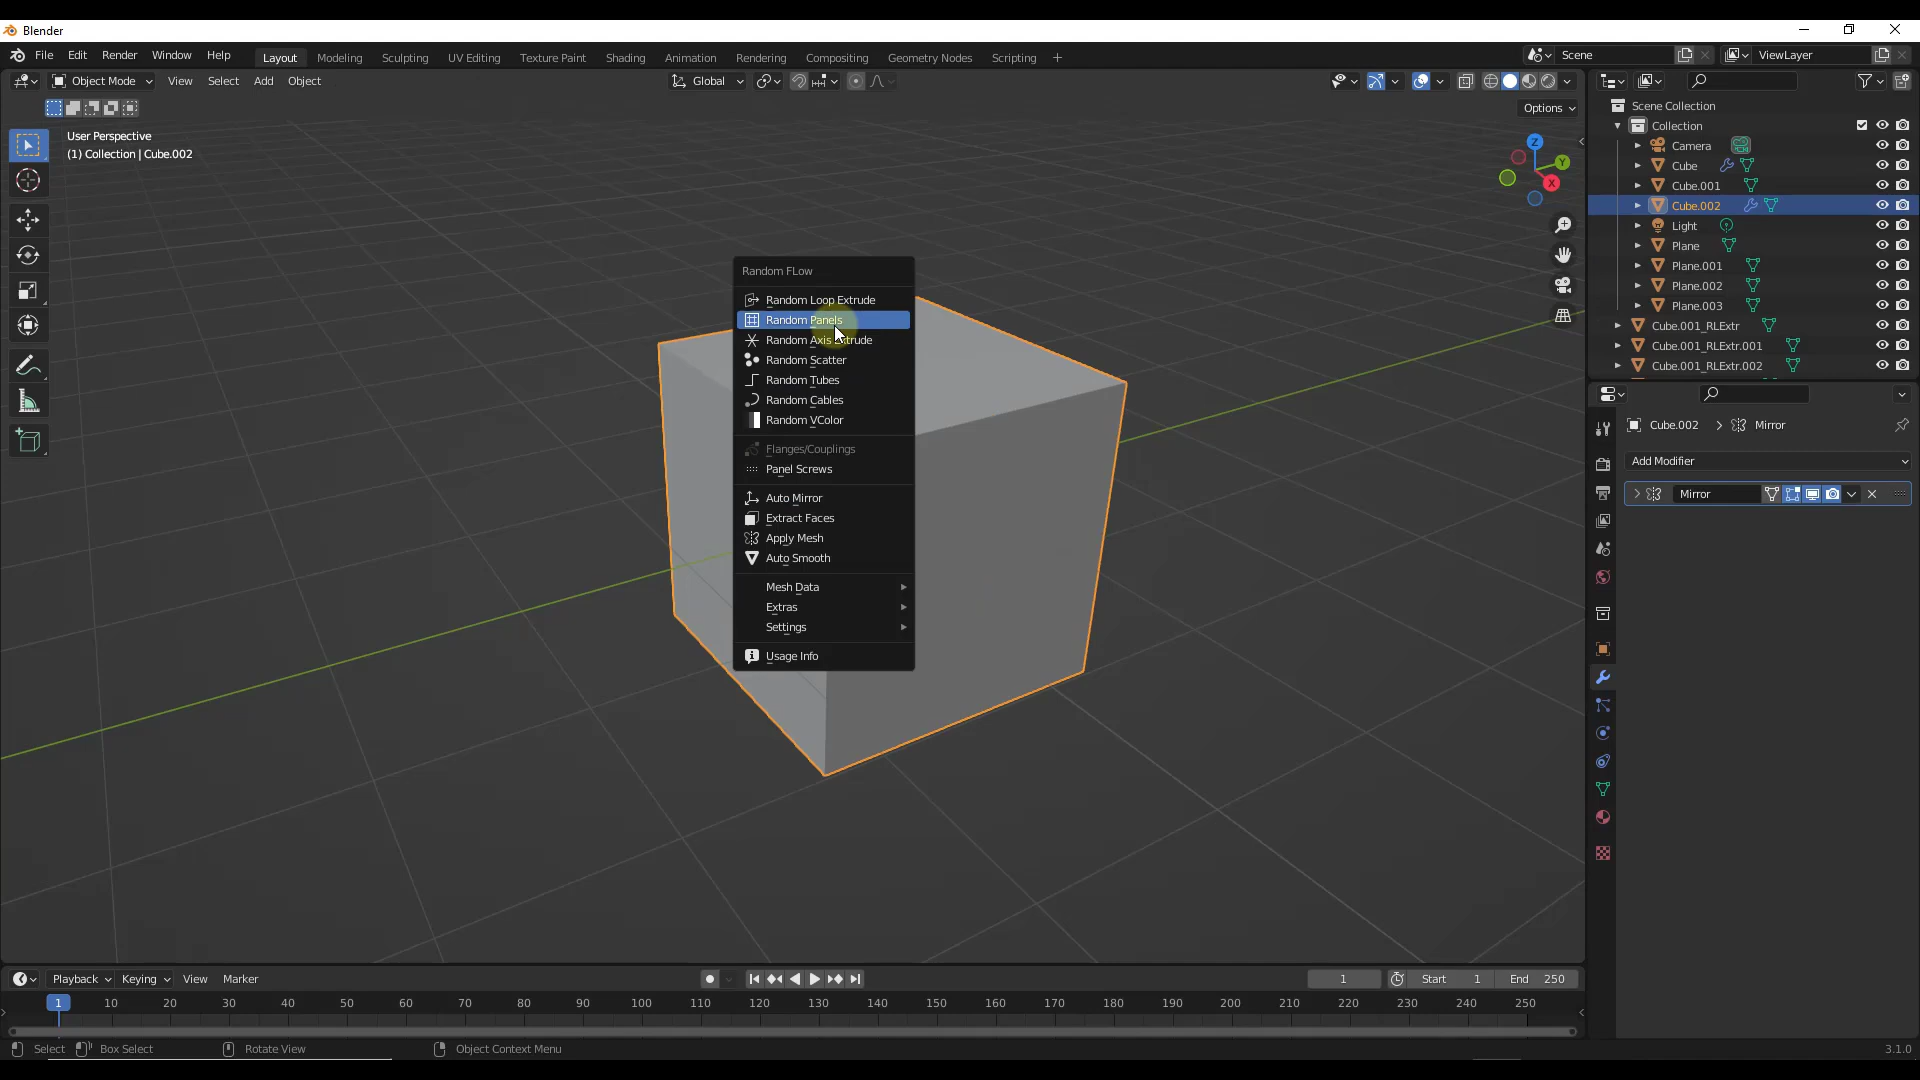 Blender
File Edit Render Window Help Layout Modeling Sculpting UV Editing Texture Paint Shading Animation Rendering Compositing Geometry Nodes Scripting + Scene ViewLayer
Object Mode View Select Add Object Global
Options
User Perspective
(1) Collection | Cube.002
Z
Y
X
Random FLow
Random Loop Extrude
Random Panels
Random Axis Extrude
Random Scatter
Random Tubes
Random Cables
Random VColor
Flanges/Couplings
Panel Screws
Auto Mirror
Extract Faces
Apply Mesh
Auto Smooth
Mesh Data
Extras
Settings
Usage Info
Scene Collection
Collection
Camera
Cube
Cube.001
Cube.002
Light
Plane
Plane.001
Plane.002
Plane.003
Cube.001_RLExtr
Cube.001_RLExtr.001
Cube.001_RLExtr.002
Cube.002 > Mirror
Add Modifier
Mirror
Playback Keying View Marker 1 Start 1 End 250
1 10 20 30 40 50 60 70 80 90 100 110 120 130 140 150 160 170 180 190 200 210 220 230 240 250
Select Box Select Rotate View Object Context Menu 3.1.0